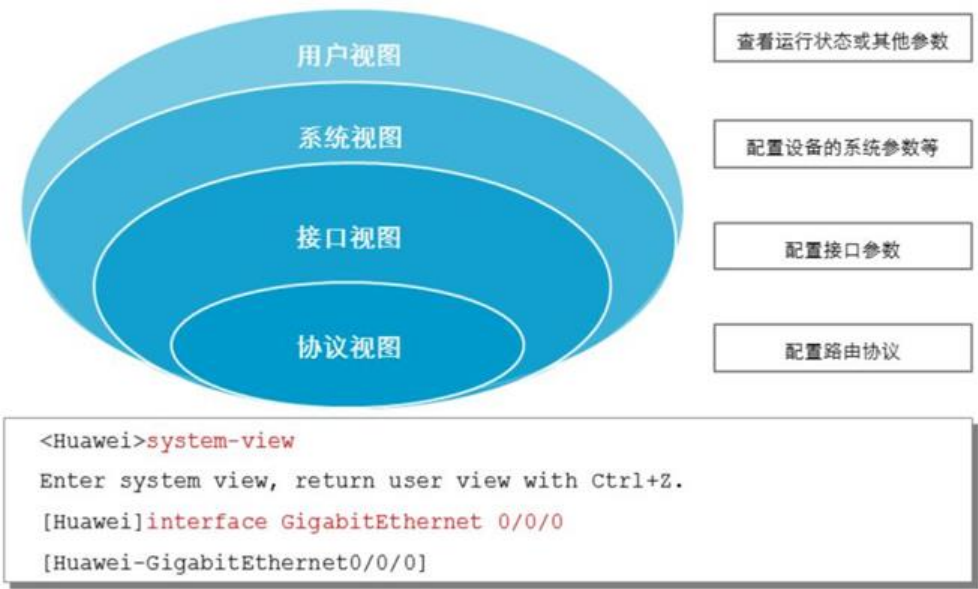 用户视图
查看运行状态或其他参数
系统视图
配置设备的系统参数等
接口视图
配置接口参数
协议视图
配置路由协议
<Huawei>system-view
Enter system view, return user view with Ctrl+Z.
[Huawei]interface GigabitEthernet 0/0/0
[Huawei-GigabitEthernet0/0/0]